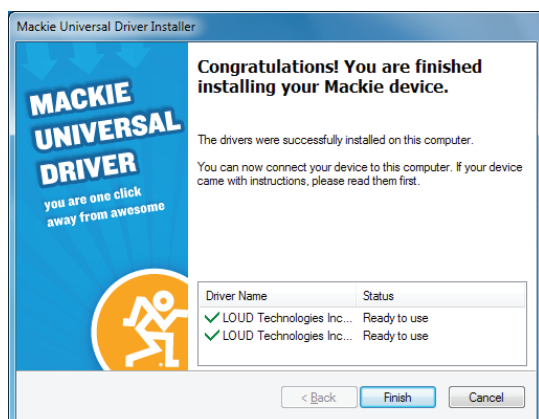 Mackie Universal Driver Installer
MACKIE
UNIVERSAL
DRIVER
you are one click
away from awesome
Congratulations! You are finished
installing your Mackie device.
The drivers were successfully installed on this computer.
You can now connect your device to this computer. If your device
came with instructions, please read them first.
Driver Name Status
LOUD Technologies Inc... Ready to use
LOUD Technologies Inc... Ready to use
< Back Finish Cancel